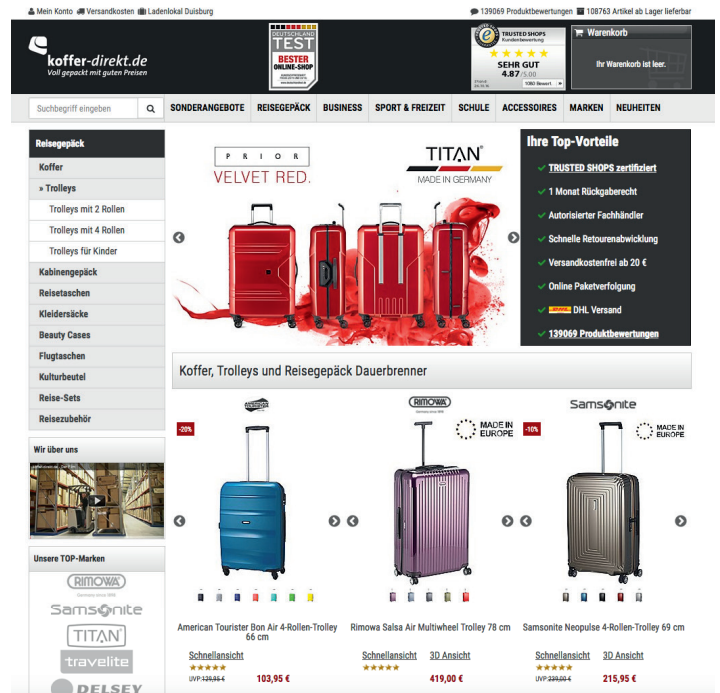 Mein Konto Versandkosten Ladenlokal Duisburg
139069 Produktbewertungen 108763 Artikel ab Lager lieferbar
koffer-direkt.de
Voll gepackt mit guten Preisen
DEUTSCHLAND
TEST
BESTER
ONLINE-SHOP
TRUSTED SHOPS
Kundenbewertung
SEHR GUT
4.87/5.00
Warenkorb
Ihr Warenkorb ist leer.
Suchbegriff eingeben
SONDERANGEBOTE REISEGEPÄCK BUSINESS SPORT & FREIZEIT SCHULE ACCESSOIRES MARKEN NEUHEITEN
Reisegepäck
Koffer
» Trolleys
Trolleys mit 2 Rollen
Trolleys mit 4 Rollen
Trolleys für Kinder
Kabinengepäck
Reisetaschen
Kleidersäcke
Beauty Cases
Flugtaschen
Kulturbeutel
Reise-Sets
Reisezubehör
Wir über uns
Unsere TOP-Marken
RIMOWA
Samsonite
TITAN
travelite
DELSEY
PRIOR
VELVET RED.
TITAN®
MADE IN GERMANY
Ihre Top-Vorteile
TRUSTED SHOPS zertifiziert
1 Monat Rückgaberecht
Autorisierter Fachhändler
Schnelle Retourenabwicklung
Versandkostenfrei ab 20 €
Online Paketverfolgung
DHL Versand
139069 Produktbewertungen
Koffer, Trolleys und Reisegepäck Dauerbrenner
-20%
American Tourister Bon Air 4-Rollen-Trolley
66 cm
Schnellansicht
UVP:129,95 €
103,95 €
RIMOWA
MADE IN
EUROPE
Rimowa Salsa Air Multiwheel Trolley 78 cm
Schnellansicht 3D Ansicht
419,00 €
Samsonite
-10%
MADE IN
EUROPE
Samsonite Neopulse 4-Rollen-Trolley 69 cm
Schnellansicht 3D Ansicht
UVP:239,00 €
215,95 €